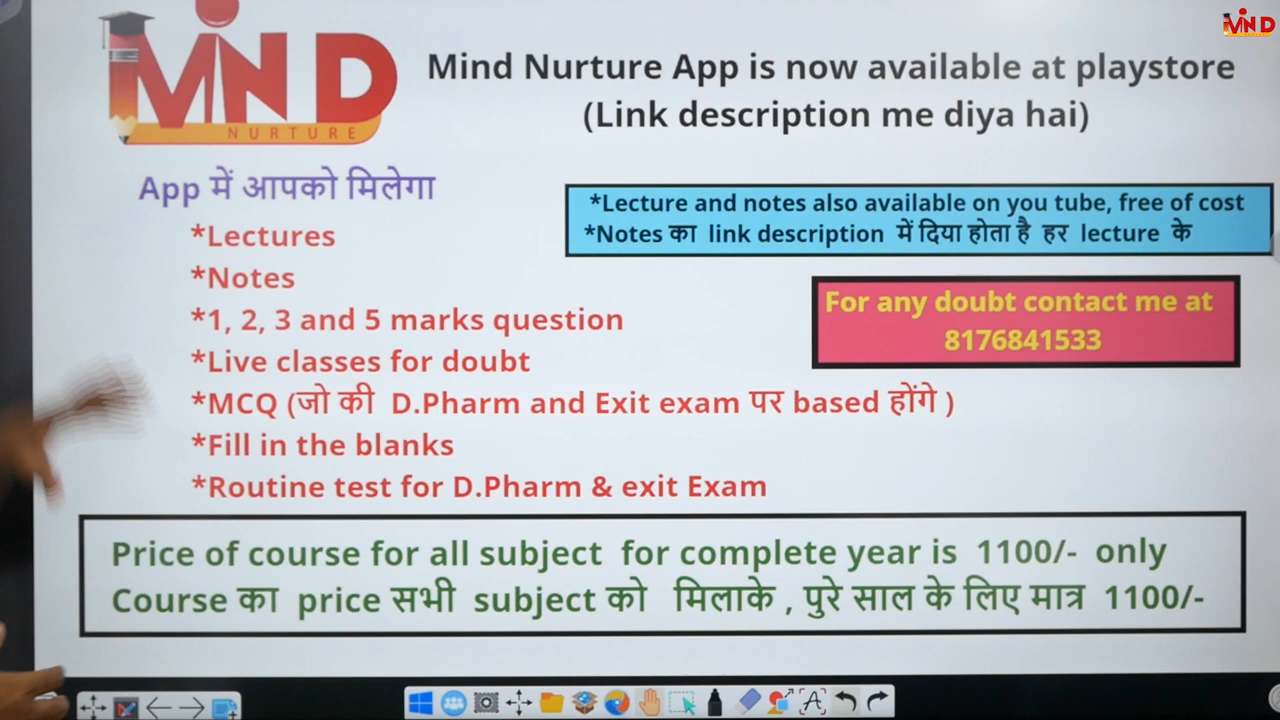 MIND
NURTURE
MIND
NURTURE
Mind Nurture App is now available at playstore
(Link description me diya hai)
App में आपको मिलेगा
*Lectures
*Notes
*1, 2, 3 and 5 marks question
*Live classes for doubt
*MCQ (जो की D.Pharm and Exit exam पर based होंगे )
*Fill in the blanks
*Routine test for D.Pharm & exit Exam
*Lecture and notes also available on you tube, free of cost
*Notes का link description में दिया होता है हर lecture के
For any doubt contact me at
8176841533
Price of course for all subject for complete year is 1100/- only
Course का price सभी subject को मिलाके , पुरे साल के लिए मात्र 1100/-